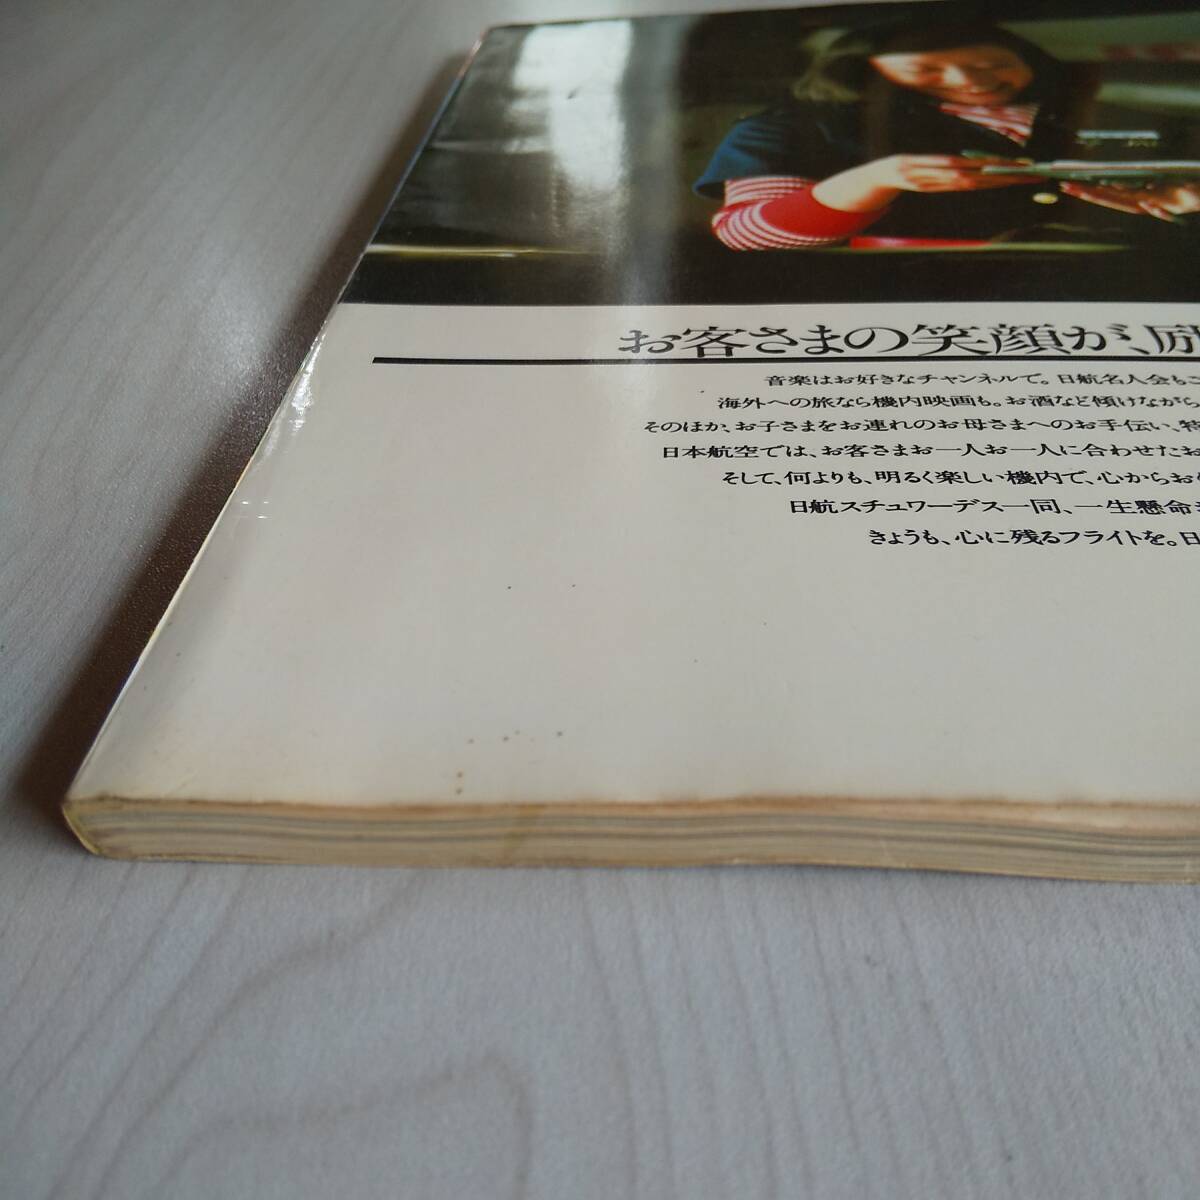 お客さまの笑顔が、励
音楽はお好きなチャンネルで。日航名人会もご
海外への旅なら機内映画も。お酒など傾けながら、
そのほか、お子さまをお連れのお母さまへのお手伝い、特
日本航空では、お客さまお一人お一人に合わせたお
そして、何よりも、明るく楽しい機内で、心からお
日航スチュワーデス一同、一生懸命
きょうも、心に残るフライトを。日